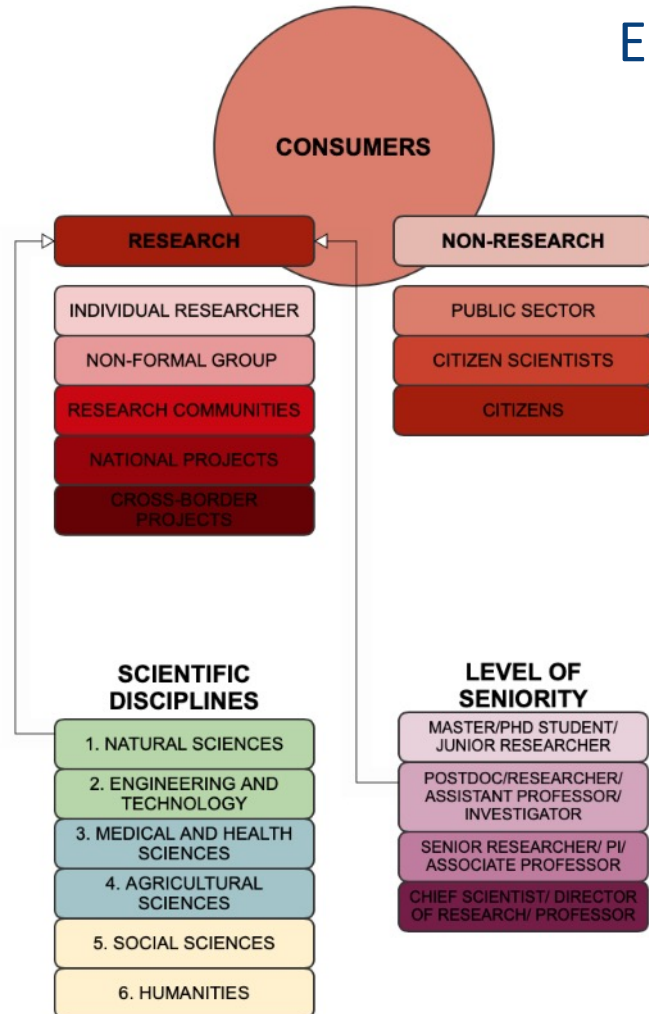 E
CONSUMERS
RESEARCH
NON-RESEARCH
INDIVIDUAL RESEARCHER
NON-FORMAL GROUP
RESEARCH COMMUNITIES
NATIONAL PROJECTS
CROSS-BORDER
PROJECTS
PUBLIC SECTOR
CITIZEN SCIENTISTS
CITIZENS
SCIENTIFIC
DISCIPLINES
1. NATURAL SCIENCES
2. ENGINEERING AND
TECHNOLOGY
3. MEDICAL AND HEALTH
SCIENCES
4. AGRICULTURAL
SCIENCES
5. SOCIAL SCIENCES
6. HUMANITIES
LEVEL OF
SENIORITY
MASTER/PHD STUDENT/
JUNIOR RESEARCHER
POSTDOC/RESEARCHER/
ASSISTANT PROFESSOR/
INVESTIGATOR
SENIOR RESEARCHER/ PI/
ASSOCIATE PROFESSOR
CHIEF SCIENTIST/ DIRECTOR
OF RESEARCH/ PROFESSOR